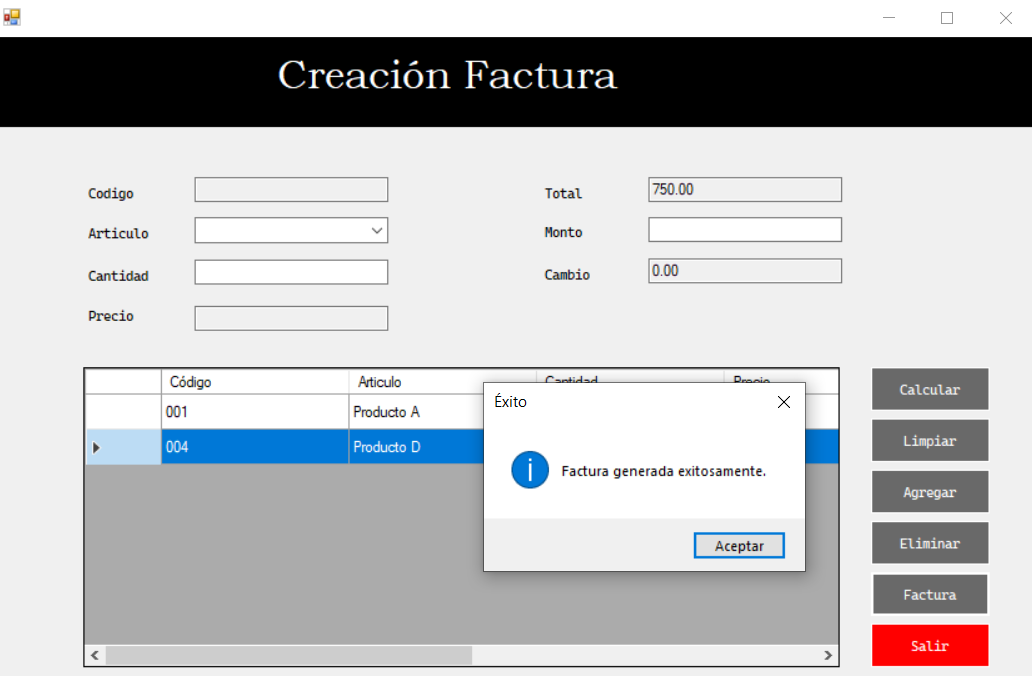 Creación Factura
Codigo
Total 750.00
Articulo
Monto
Cantidad
Cambio 0.00
Precio
Código Articulo Cantidad Precio
001 Producto A
004 Producto D
Éxito
Factura generada exitosamente.
Aceptar
Calcular
Limpiar
Agregar
Eliminar
Factura
Salir